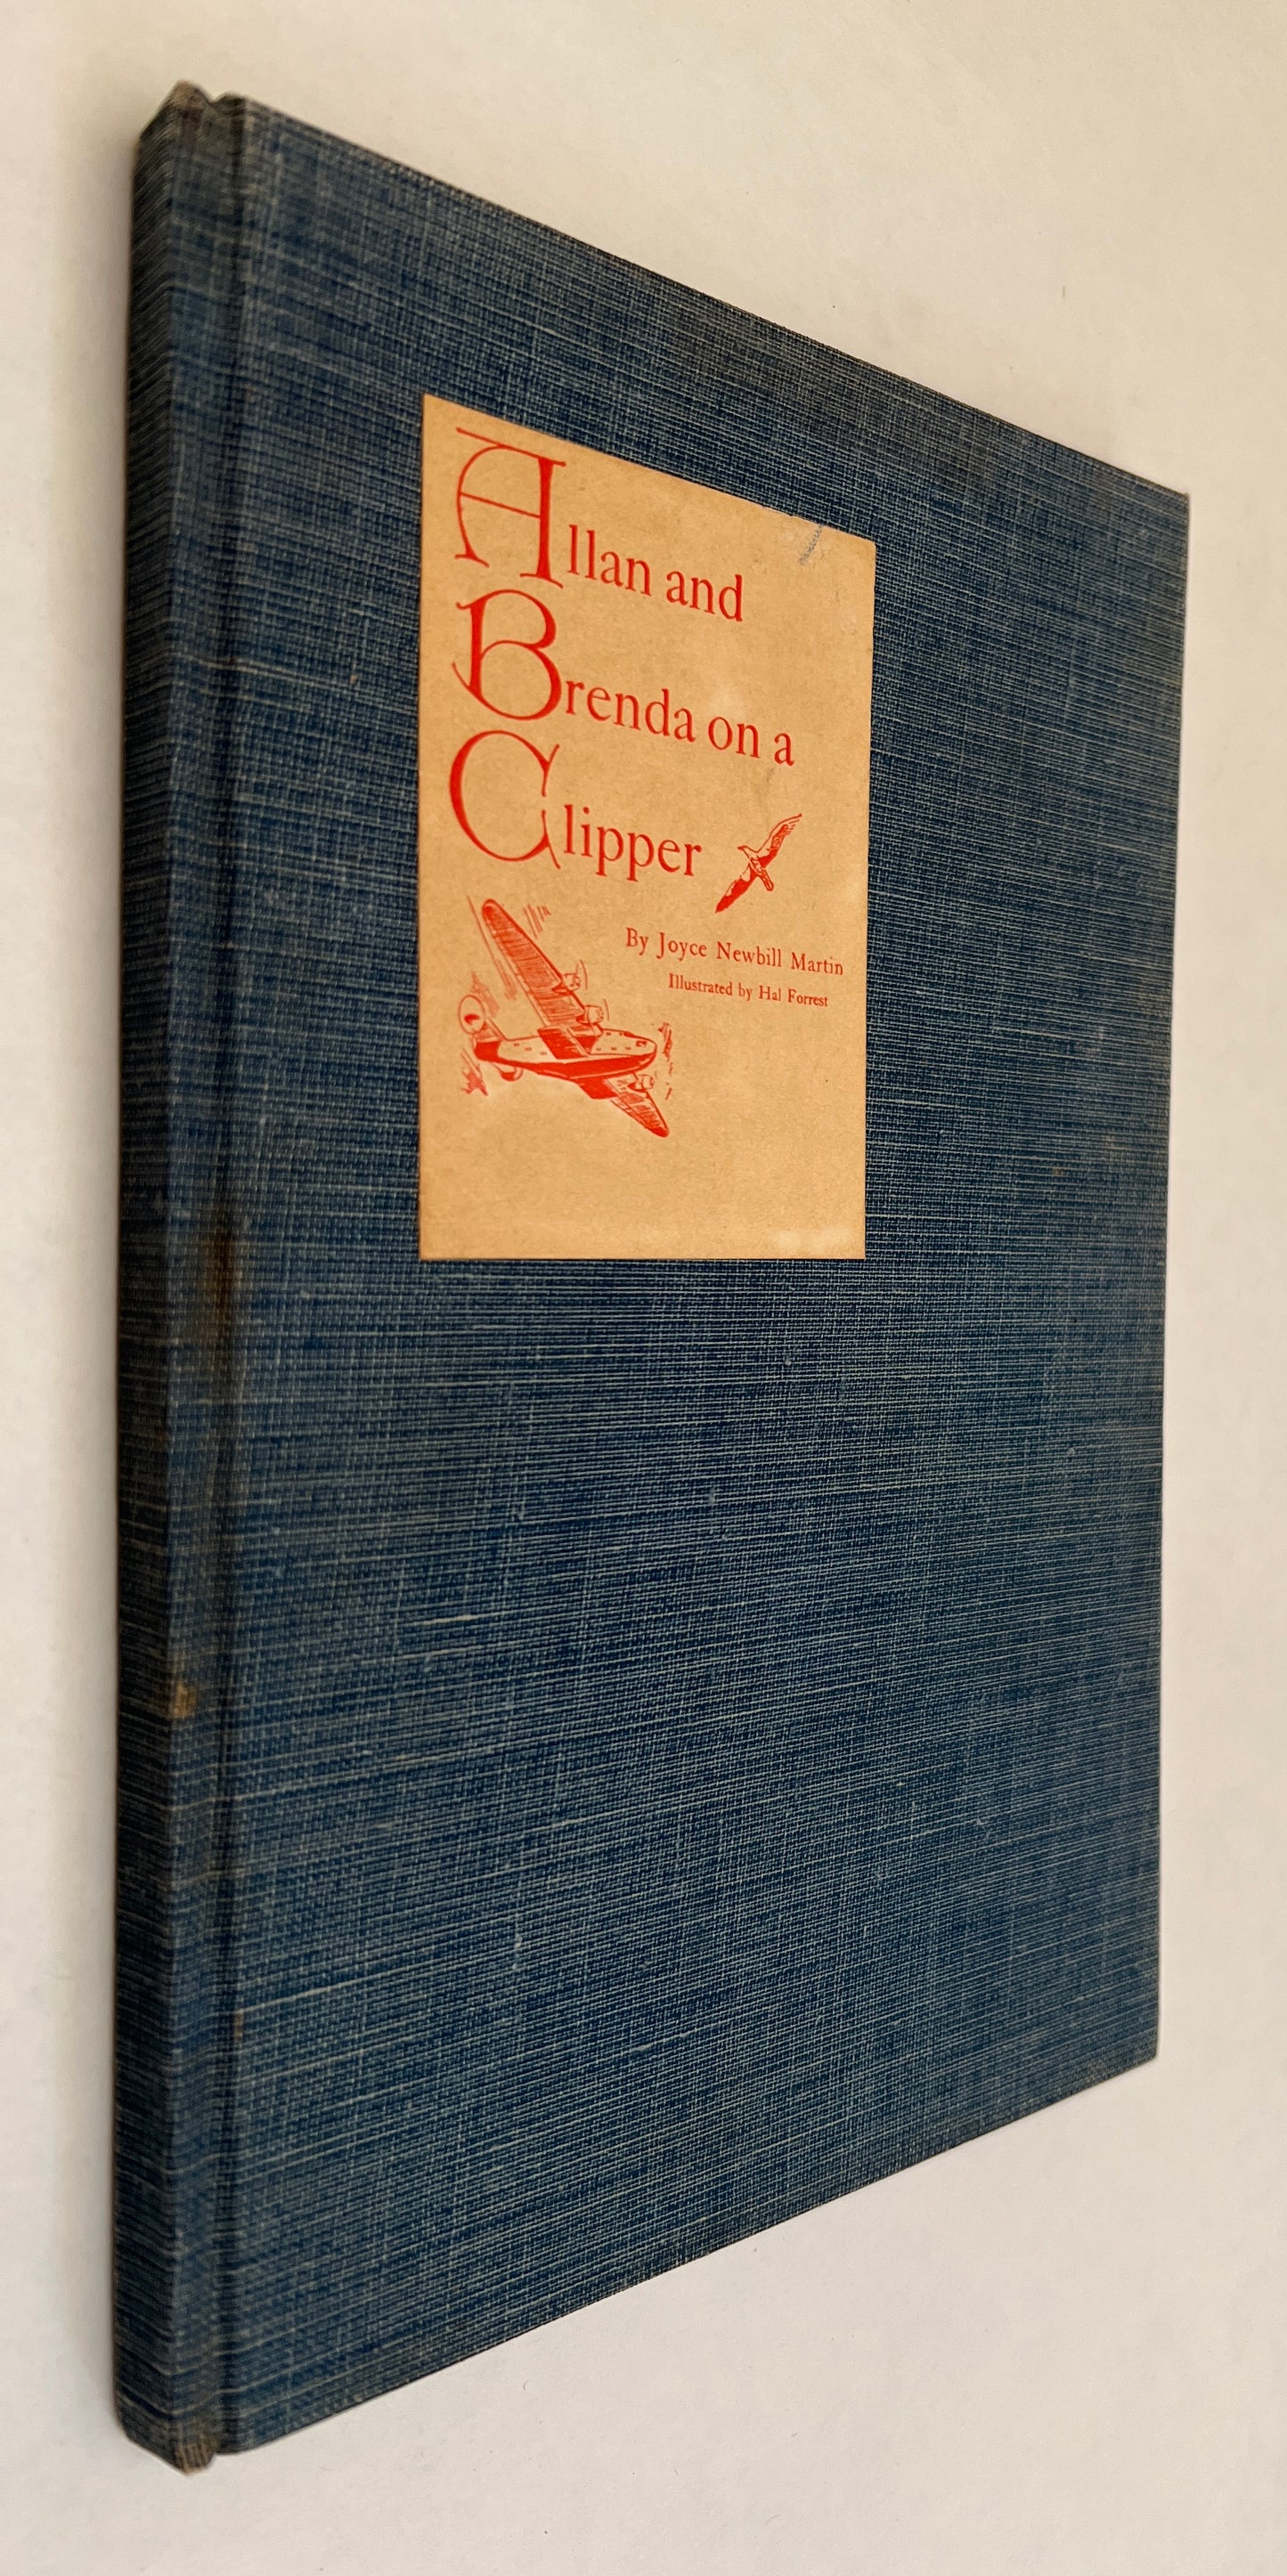 Allan and
Brenda on a
Clipper
By Joyce Newbill Martin
Illustrated by Hal Forrest